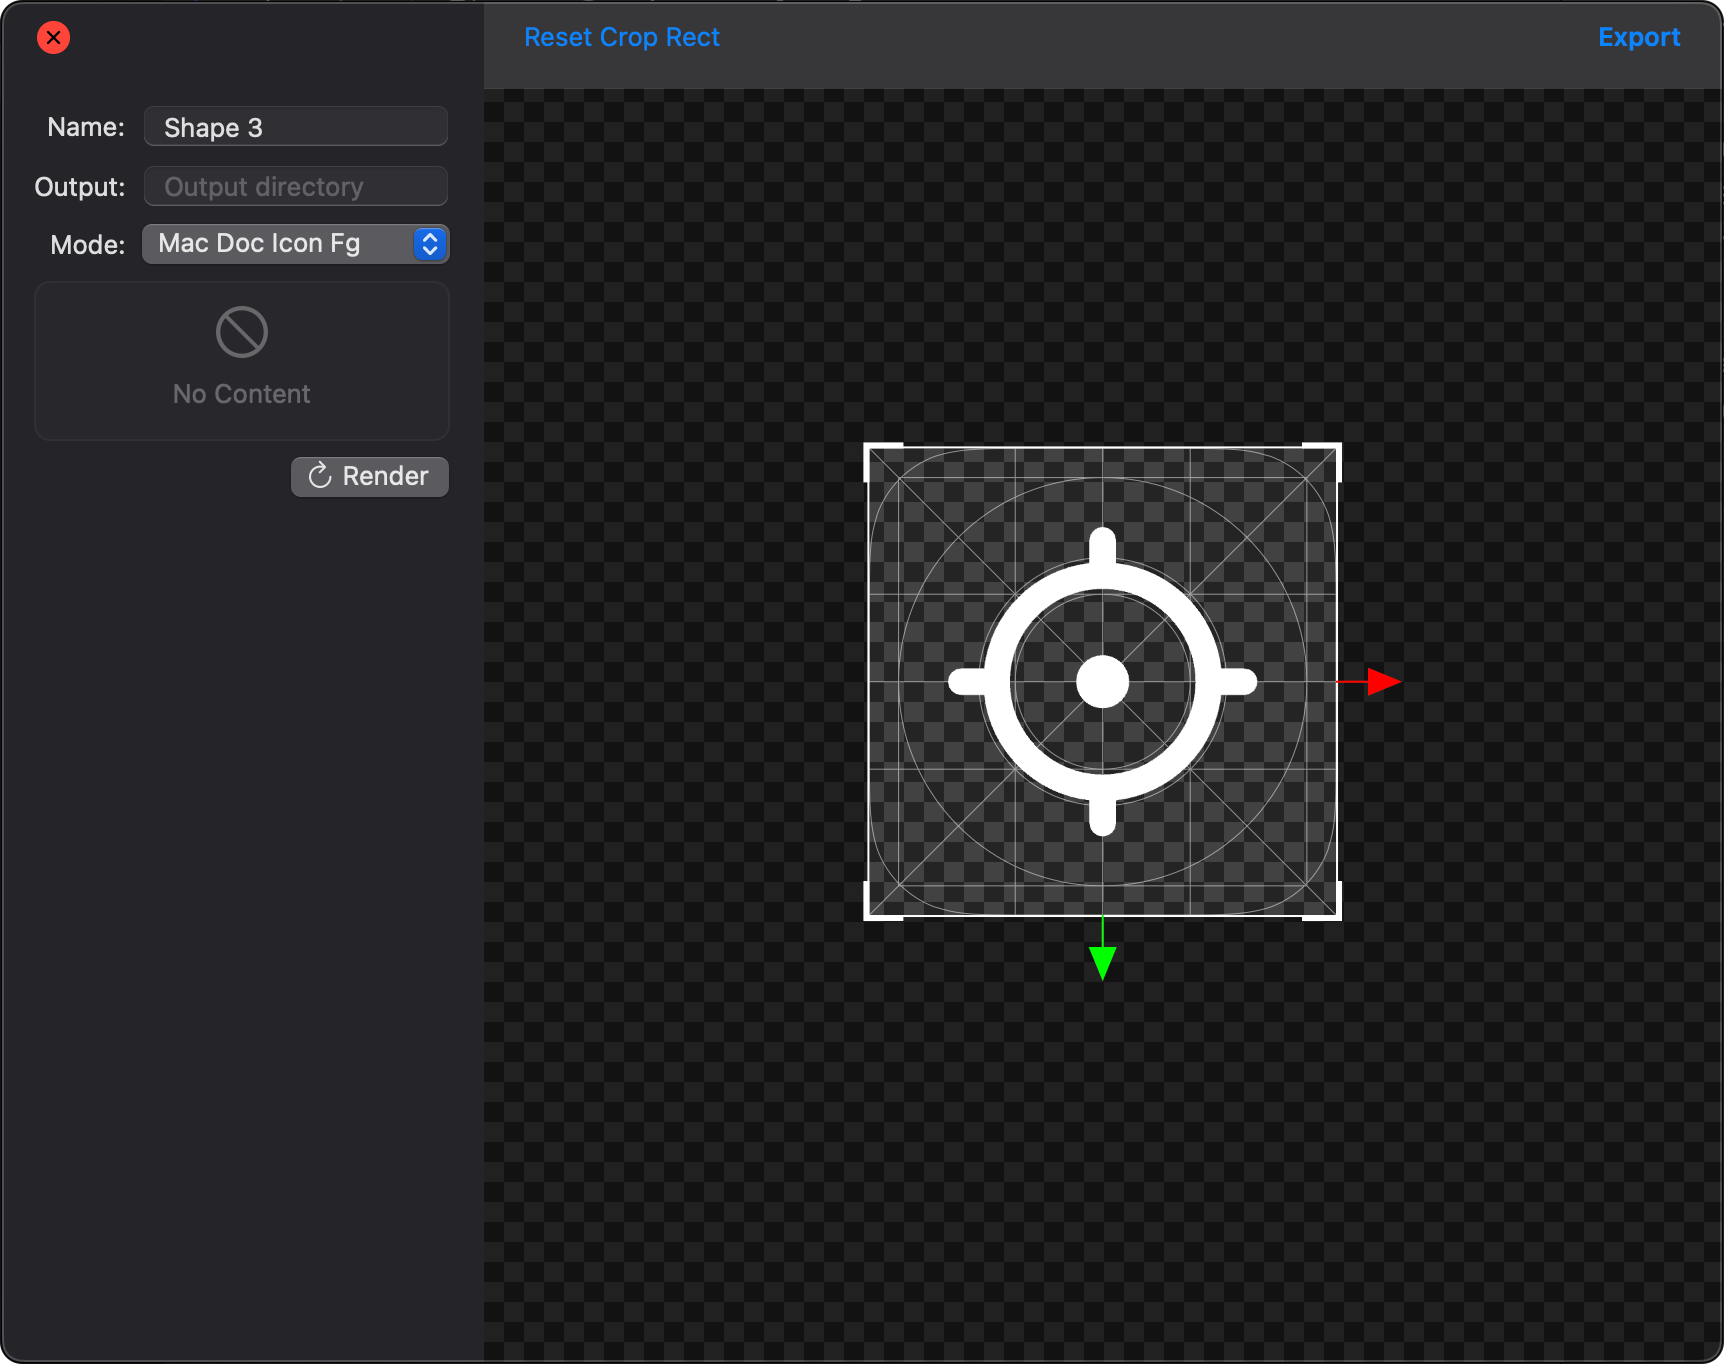 Reset Crop Rect
Export
Name:
Shape 3
Output:
Output directory
Mode:
Mac Doc Icon Fg
No Content
Render